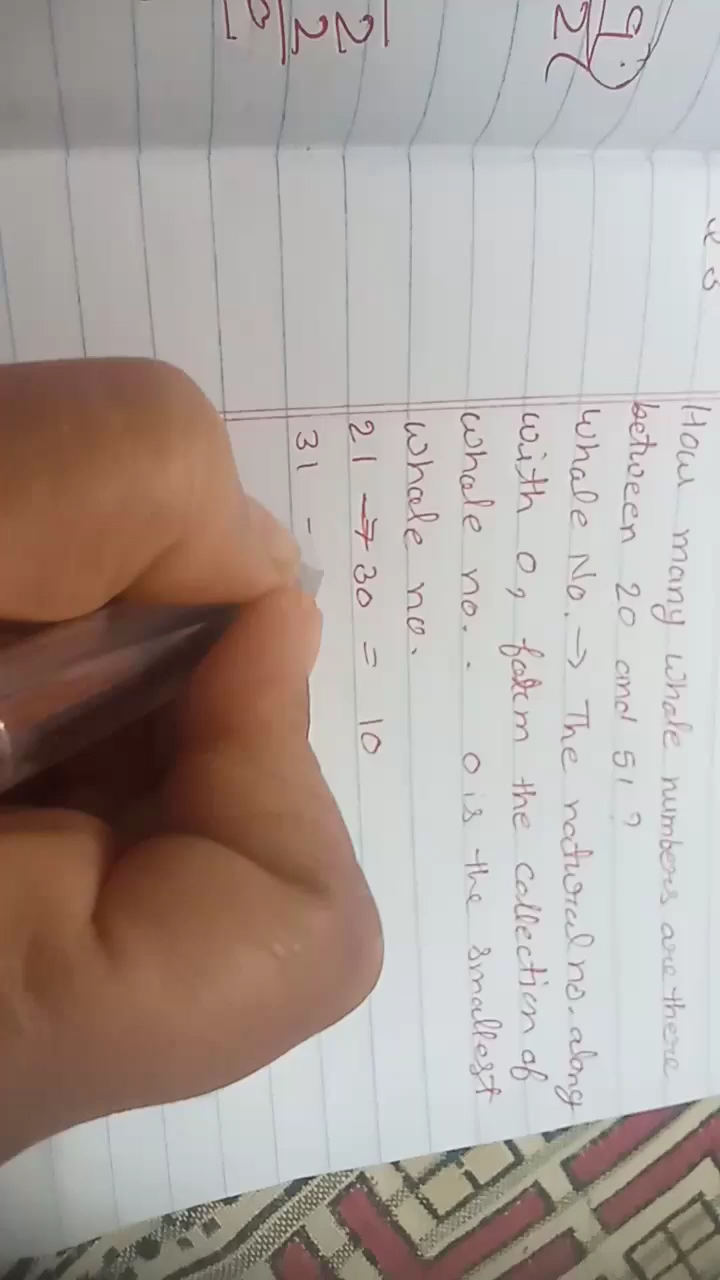 How many whole numbers are there
between 20 and 51?
Whole No. → The natural no. along
with 0, form the collection of
whole no. . 0 is the smallest
whole no.
21 → 30 = 10
31 -